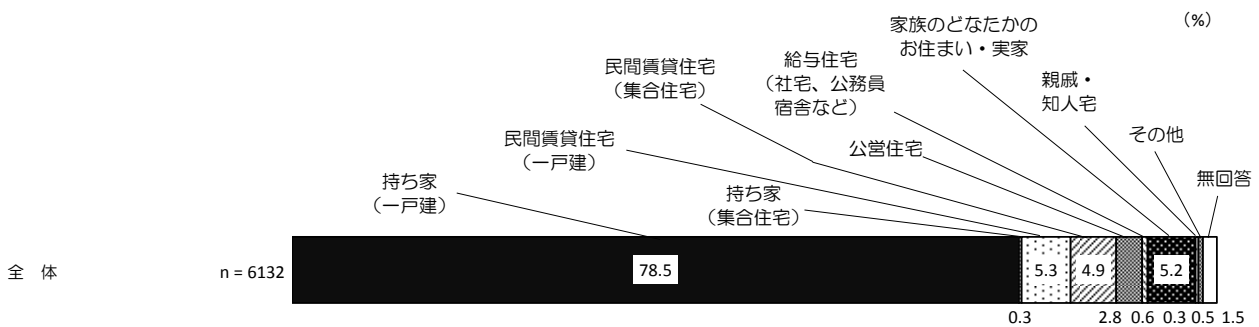 （%）
家族のどなたかの
お住まい・実家
給与住宅
（社宅、公務員
宿舎など）
民間賃貸住宅
（集合住宅）
親戚・
知人宅
その他
民間賃貸住宅
（一戸建）
公営住宅
無回答
持ち家
（一戸建）
持ち家
（集合住宅）
全　体
n = 6132
78.5
5.3
4.9
5.2
0.3
2.8
0.6
0.3
0.5
1.5